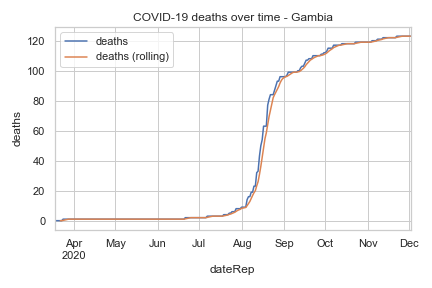 COVID-19 deaths over time - Gambia
deaths
deaths (rolling)
deaths
120
100
80
60
40
20
0
Apr May Jun Jul Aug Sep Oct Nov Dec
2020
dateRep